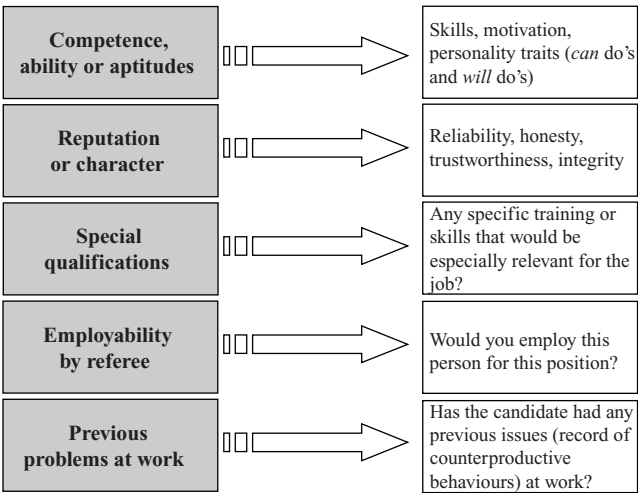 Competence,
ability or aptitudes
Skills, motivation,
personality traits (can do's
and will do's)
Reputation
or character
Reliability, honesty,
trustworthiness, integrity
Special
qualifications
Any specific training or
skills that would be
especially relevant for the
job?
Employability
by referee
Would you employ this
person for this position?
Previous
problems at work
Has the candidate had any
previous issues (record of
counterproductive
behaviours) at work?